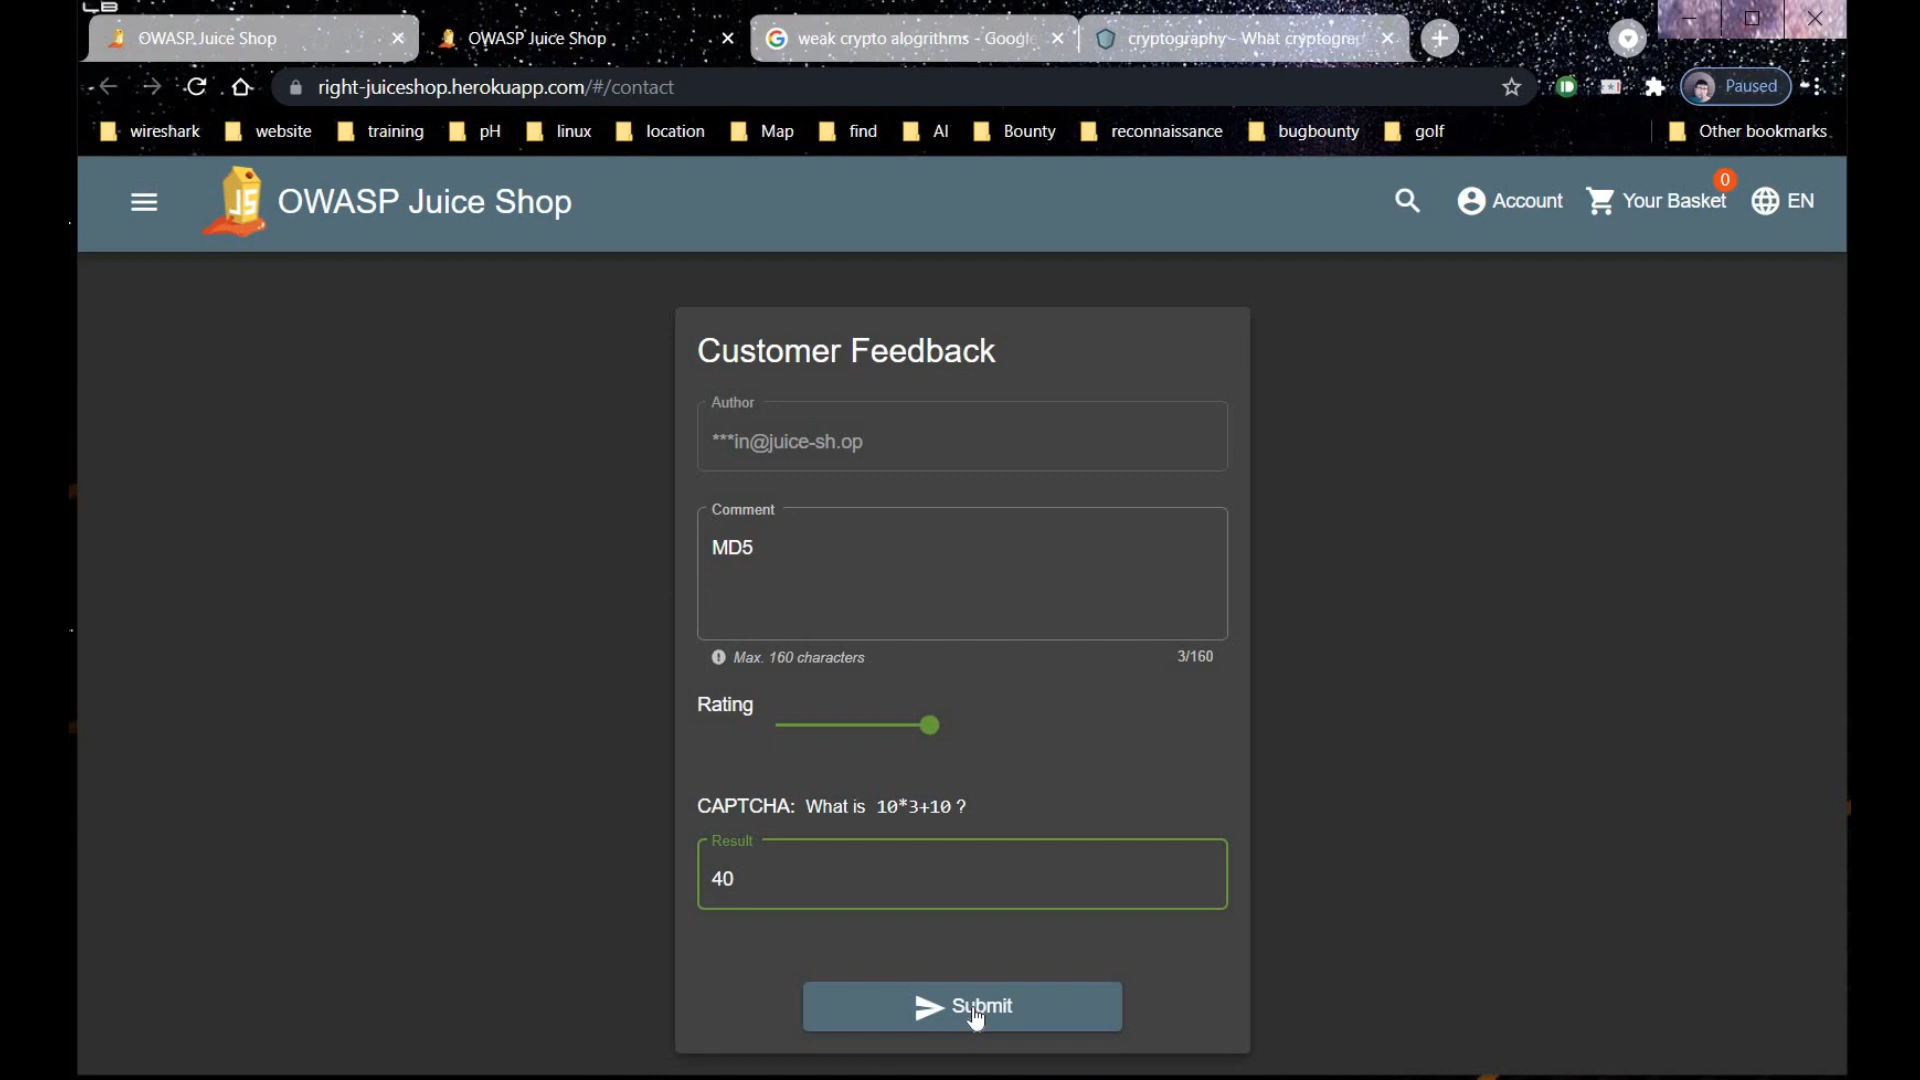 OWASP Juice Shop
OWASP Juice Shop
weak crypto alogrithms - Google
cryptography - What cryptograp
right-juiceshop.herokuapp.com/#/contact
Paused
wireshark website training pH linux location Map find AI Bounty reconnaissance bugbounty golf Other bookmarks
OWASP Juice Shop
Account
0
Your Basket
EN
Customer Feedback
Author
***in@juice-sh.op
Comment
MD5
Max. 160 characters 3/160
Rating
CAPTCHA: What is 10*3+10 ?
Result
40
Submit